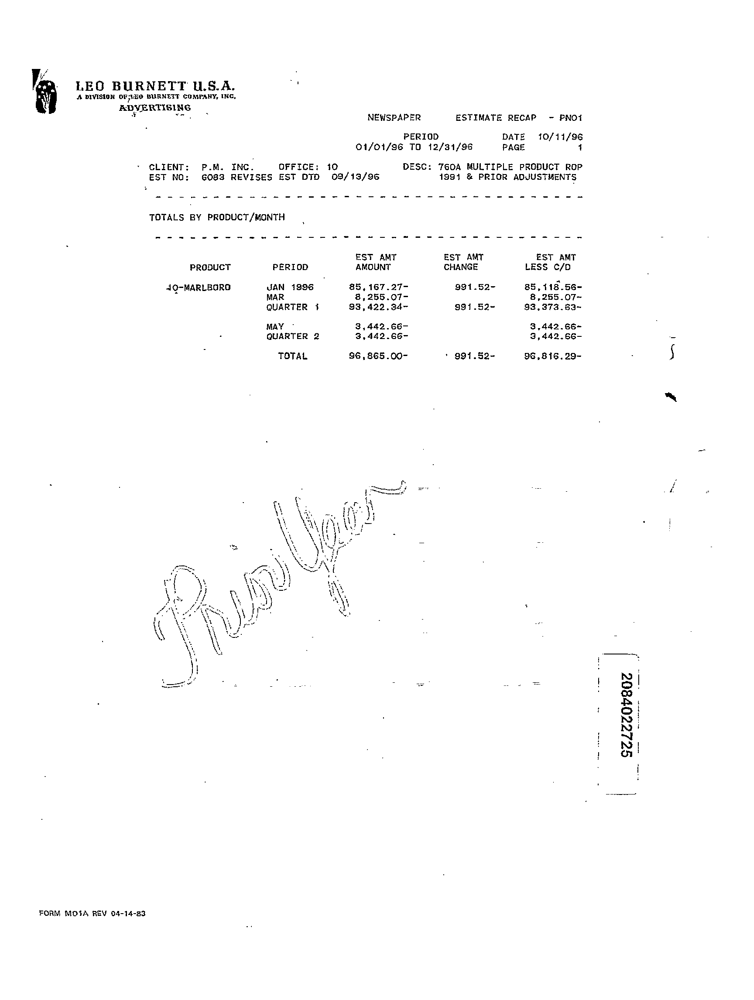 LEO BURNETT U.S.A.
A DIVISION OF LEO BURNETT COMPANY, INC.
ADVERTISING
NEWSPAPER ESTIMATE RECAP - PNO1
PERIOD DATE 10/11/96
01/01/96 TO 12/31/96 PAGE 1
CLIENT: P.M. INC. OFFICE: 10 DESC: 760A MULTIPLE PRODUCT ROP
EST NO: 6083 REVISES EST DTD 09/13/96 1991 & PRIOR ADJUSTMENTS
TOTALS BY PRODUCT/MONTH
EST AMT EST AMT EST AMT
PRODUCT PERIOD AMOUNT CHANGE LESS C/D
40-MARLBORO JAN 1996 85,167.27- 991.52- 85,118.56-
MAR 8,255.07- 8,255.07-
QUARTER 1 93,422.34- 991.52- 93,373.63-
MAY 3,442.66- 3,442.66-
QUARTER 2 3,442.66- 3,442.66-
TOTAL 96,865.00- 991.52- 96,816.29-
Prior Year
2084022725
FORM MO1A REV 04-14-83